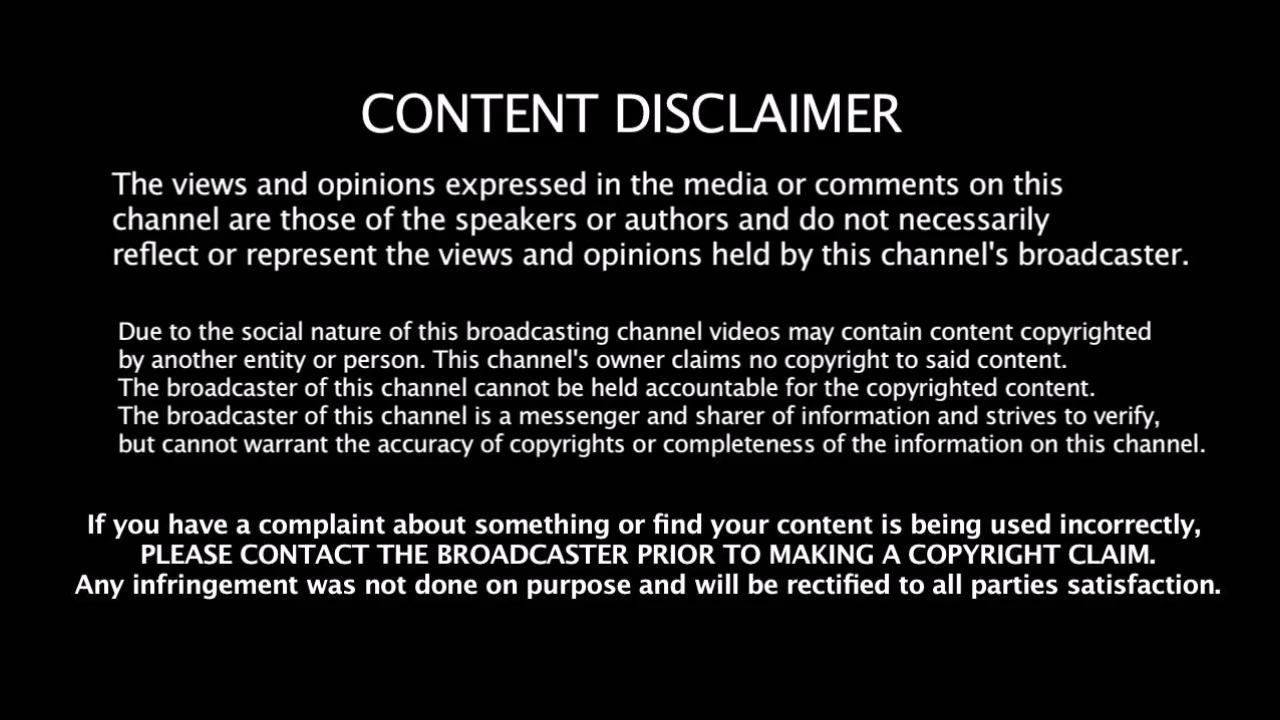 CONTENT DISCLAIMER
The views and opinions expressed in the media or comments on this
channel are those of the speakers or authors and do not necessarily
reflect or represent the views and opinions held by this channel's broadcaster.
Due to the social nature of this broadcasting channel videos may contain content copyrighted
by another entity or person. This channel's owner claims no copyright to said content.
The broadcaster of this channel cannot be held accountable for the copyrighted content.
The broadcaster of this channel is a messenger and sharer of information and strives to verify,
but cannot warrant the accuracy of copyrights or completeness of the information on this channel.
If you have a complaint about something or find your content is being used incorrectly,
PLEASE CONTACT THE BROADCASTER PRIOR TO MAKING A COPYRIGHT CLAIM.
Any infringement was not done on purpose and will be rectified to all parties satisfaction.